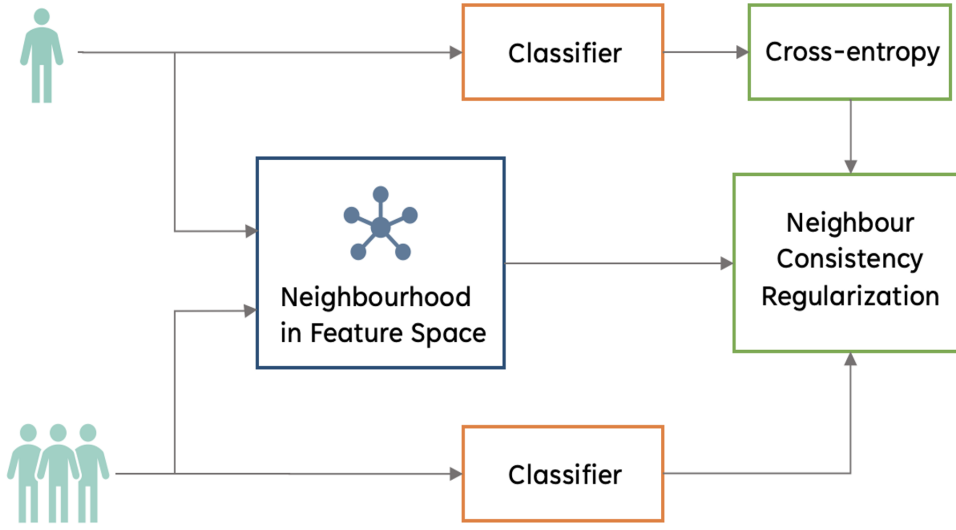 Classifier
Cross-entropy
Neighbourhood
in Feature Space
Neighbour
Consistency
Regularization
Classifier